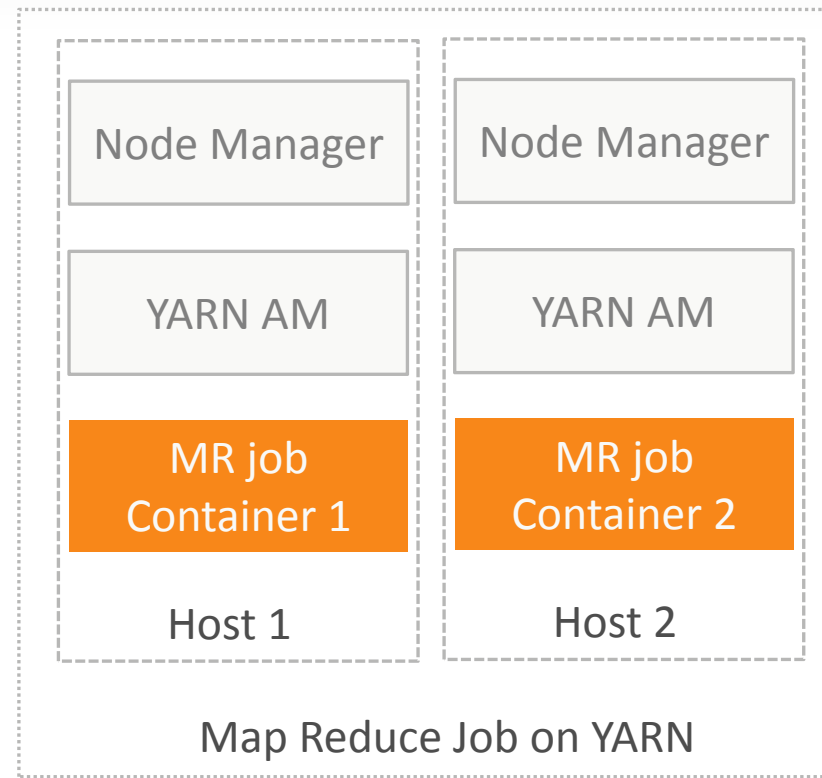 Node Manager
YARN AM
MR job
Container 1
Host 1
Node Manager
YARN AM
MR job
Container 2
Host 2
Map Reduce Job on YARN